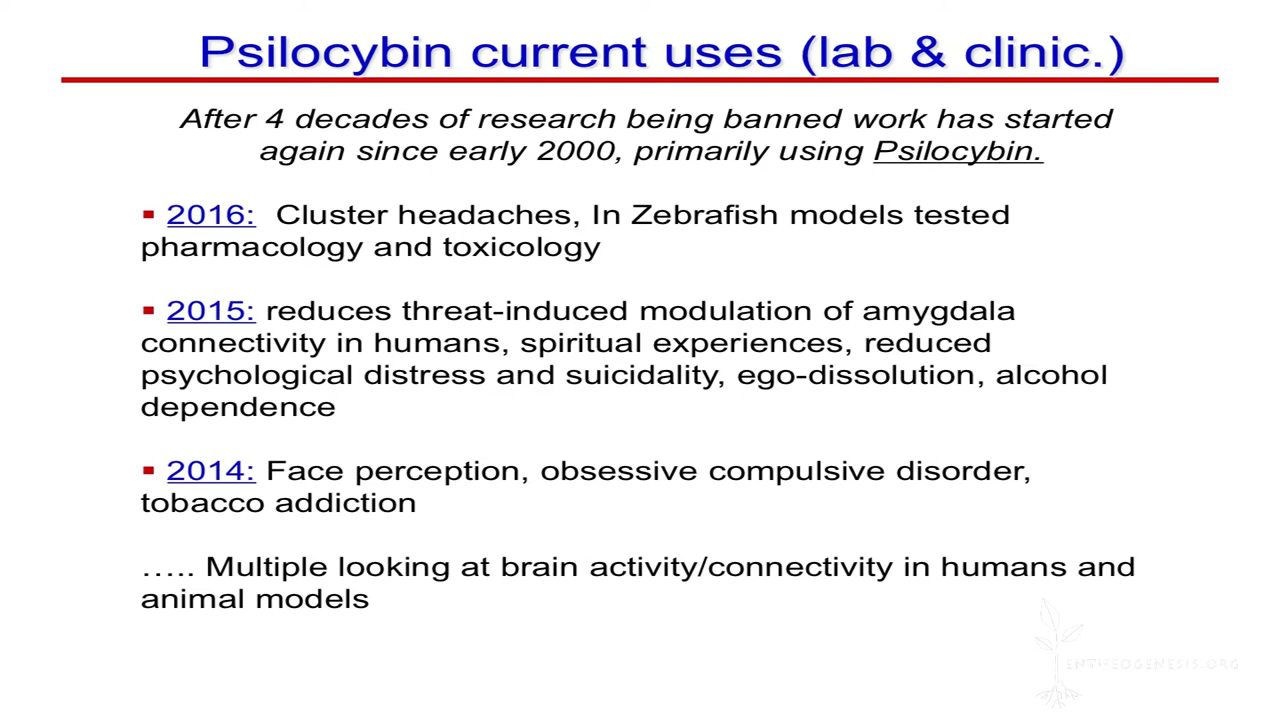 Psilocybin current uses (lab & clinic.)
After 4 decades of research being banned work has started
again since early 2000, primarily using Psilocybin.
▪ 2016: Cluster headaches, In Zebrafish models tested
pharmacology and toxicology
▪ 2015: reduces threat-induced modulation of amygdala
connectivity in humans, spiritual experiences, reduced
psychological distress and suicidality, ego-dissolution, alcohol
dependence
▪ 2014: Face perception, obsessive compulsive disorder,
tobacco addiction
….. Multiple looking at brain activity/connectivity in humans and
animal models
ENTHEOGENESIS.ORG